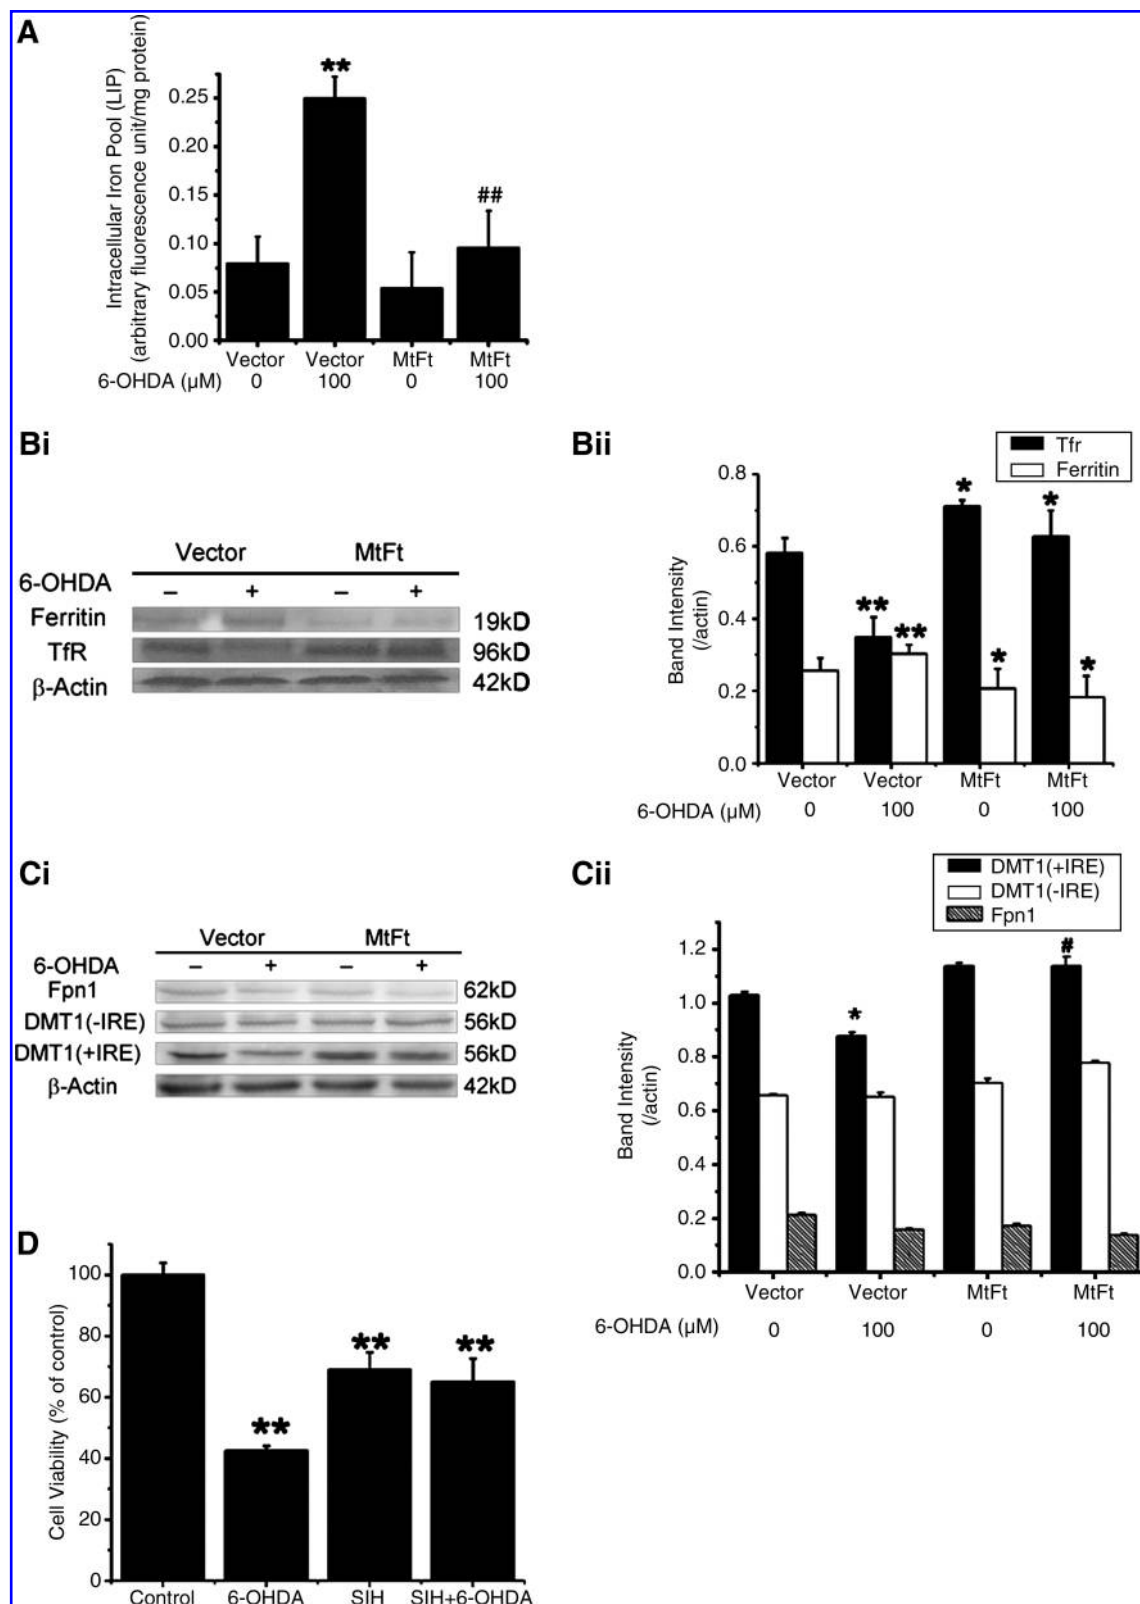 A
Intracellular Iron Pool (LIP)
(arbitrary fluorescence unit/mg protein)
**
##
0.25
0.20
0.15
0.10
0.05
0.00
Vector Vector MtFt MtFt
6-OHDA (μM) 0 100 0 100
Bi
Vector MtFt
6-OHDA − + − +
Ferritin 19kD
TfR 96kD
β-Actin 42kD
Bii
Tfr
Ferritin
Band Intensity
(/actin)
0.8
0.6
0.4
0.2
0.0
** ** * * * *
Vector Vector MtFt MtFt
6-OHDA (μM) 0 100 0 100
Ci
Vector MtFt
6-OHDA − + − +
Fpn1 62kD
DMT1(-IRE) 56kD
DMT1(+IRE) 56kD
β-Actin 42kD
Cii
DMT1(+IRE)
DMT1(-IRE)
Fpn1
Band Intensity
(/actin)
1.2
1.0
0.8
0.6
0.4
0.2
0.0
* #
Vector Vector MtFt MtFt
6-OHDA (μM) 0 100 0 100
D
Cell Viability (% of control)
100
80
60
40
20
0
** ** **
Control 6-OHDA SIH SIH+6-OHDA